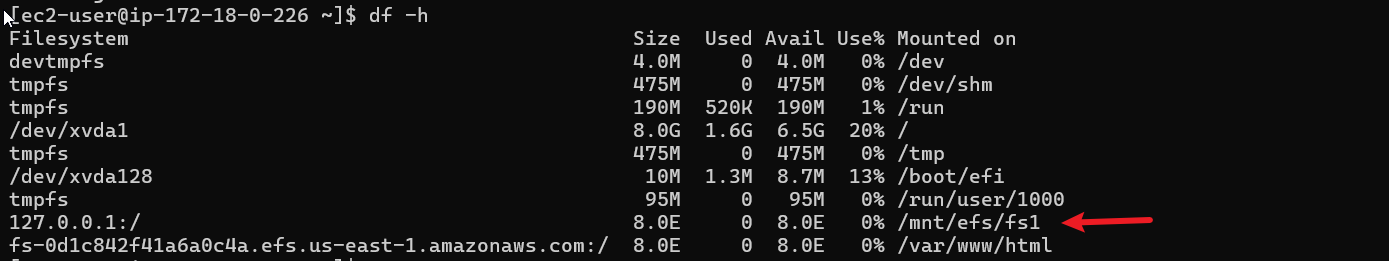 [ec2-user@ip-172-18-0-226 ~]$ df -h
Filesystem Size Used Avail Use% Mounted on
devtmpfs 4.0M 0 4.0M 0% /dev
tmpfs 475M 0 475M 0% /dev/shm
tmpfs 190M 520K 190M 1% /run
/dev/xvda1 8.0G 1.6G 6.5G 20% /
tmpfs 475M 0 475M 0% /tmp
/dev/xvda128 10M 1.3M 8.7M 13% /boot/efi
tmpfs 95M 0 95M 0% /run/user/1000
127.0.0.1:/ 8.0E 0 8.0E 0% /mnt/efs/fs1
fs-0d1c842f41a6a0c4a.efs.us-east-1.amazonaws.com:/ 8.0E 0 8.0E 0% /var/www/html